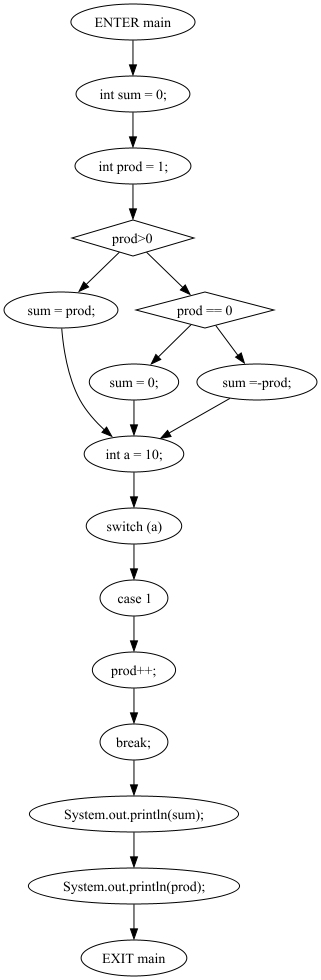 ENTER main
int sum = 0;
int prod = 1;
prod>0
sum = prod;
prod == 0
sum = 0;
sum =-prod;
int a = 10;
switch (a)
case 1
prod++;
break;
System.out.println(sum);
System.out.println(prod);
EXIT main